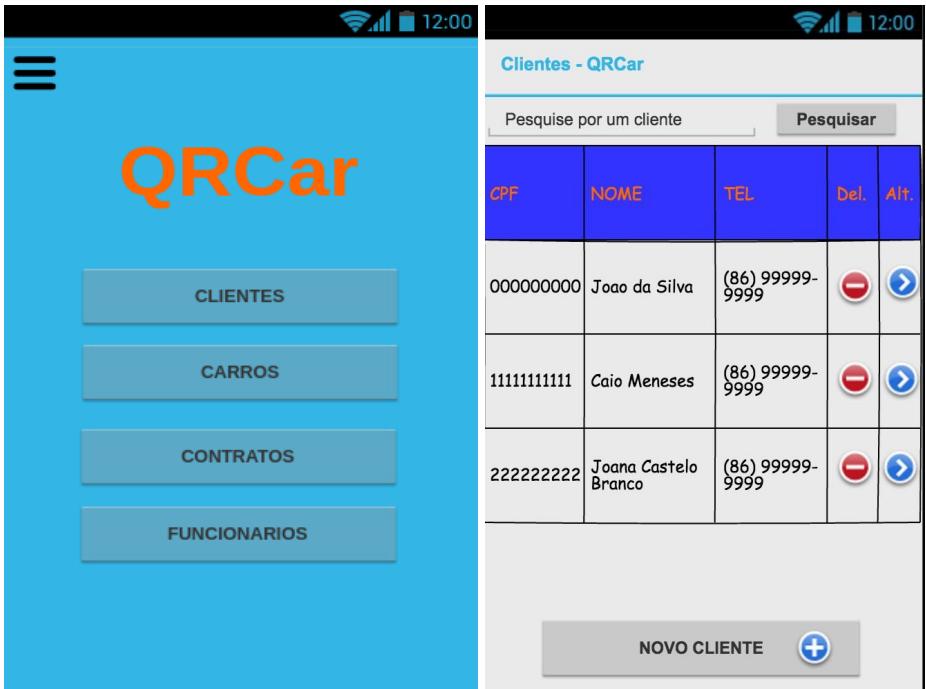 12:00
QRCar
CLIENTES
CARROS
CONTRATOS
FUNCIONARIOS
12:00
Clientes - QRCar
Pesquise por um cliente Pesquisar
CPF NOME TEL Del. Alt.
000000000 Joao da Silva (86) 99999-
9999
11111111111 Caio Meneses (86) 99999-
9999
222222222 Joana Castelo (86) 99999-
Branco 9999
NOVO CLIENTE